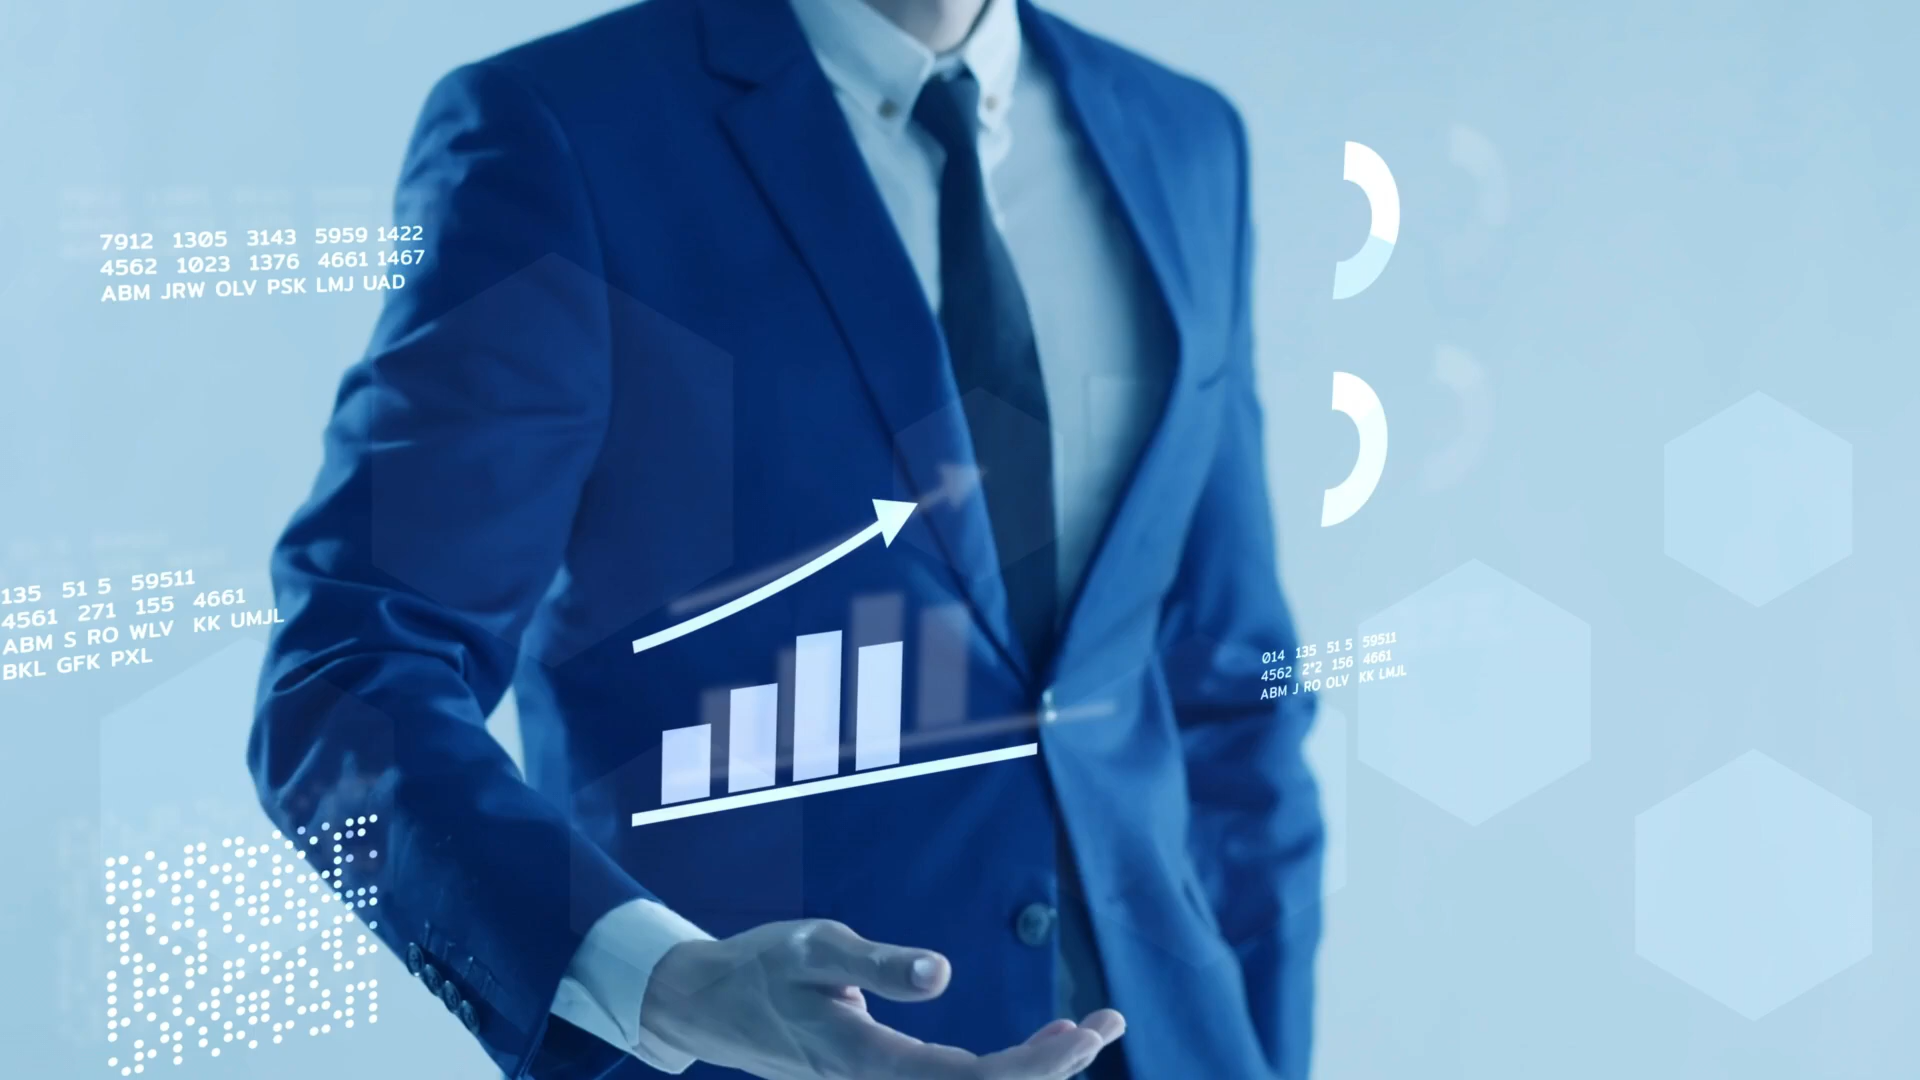 7912 1305 3143 5959 1422
4562 1023 1376 4661 1467
ABM JRW OLV PSK LMJ UAD
135 51 5 59511
4561 271 155 4661
ABM S RO WLV KK UMJL
BKL GFK PXL
014 135 51 5 59511
4562 2*2 156 4661
ABM J RO OLV KK LMJL